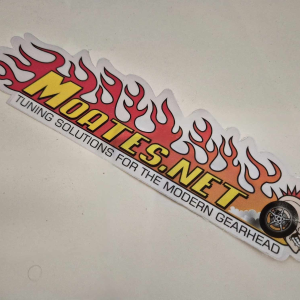 MOATES.NET
TUNING SOLUTIONS FOR THE MODERN GEARHEAD